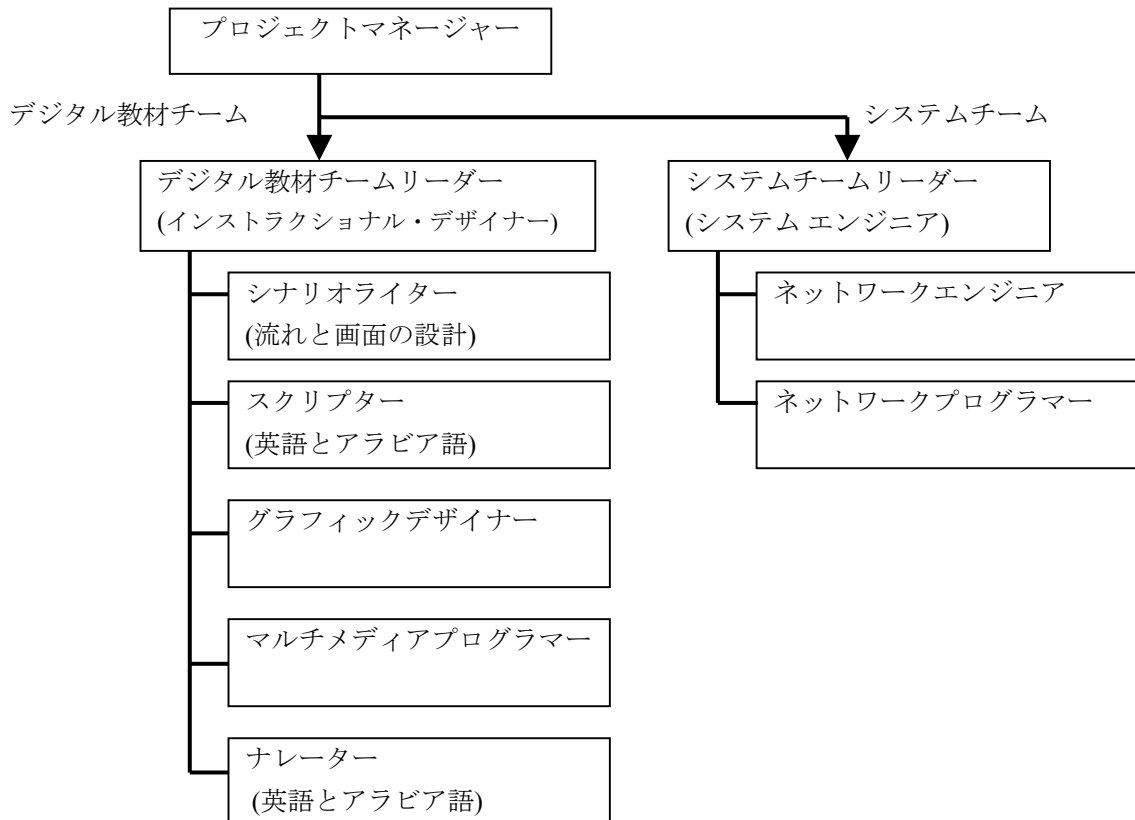 プロジェクトマネージャー
デジタル教材チーム
システムチーム
デジタル教材チームリーダー
(インストラクショナル・デザイナー)
システムチームリーダー
(システム エンジニア)
シナリオライター
(流れと画面の設計)
ネットワークエンジニア
スクリプター
(英語とアラビア語)
ネットワークプログラマー
グラフィックデザイナー
マルチメディアプログラマー
ナレーター
(英語とアラビア語)